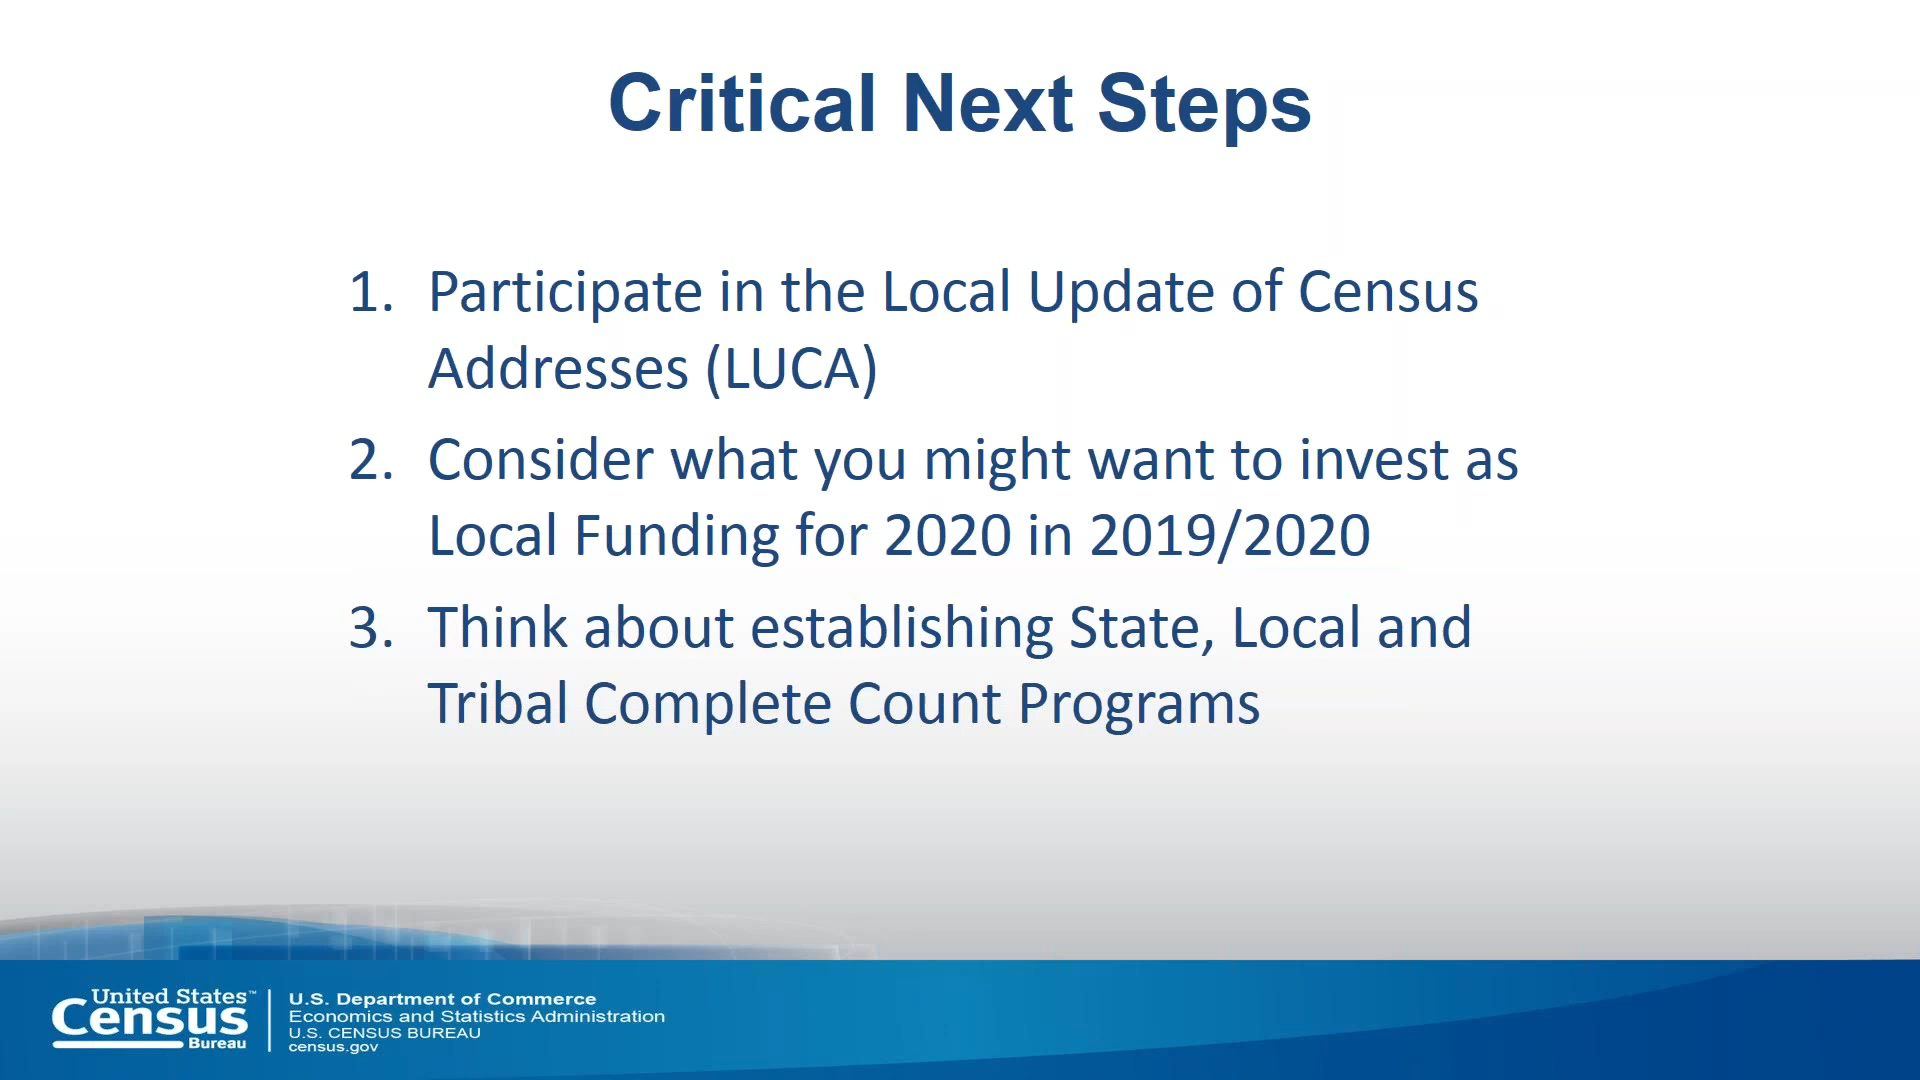 Critical Next Steps
1. Participate in the Local Update of Census
Addresses (LUCA)
2. Consider what you might want to invest as
Local Funding for 2020 in 2019/2020
3. Think about establishing State, Local and
Tribal Complete Count Programs
United States™
Census
Bureau
U.S. Department of Commerce
Economics and Statistics Administration
U.S. CENSUS BUREAU
census.gov